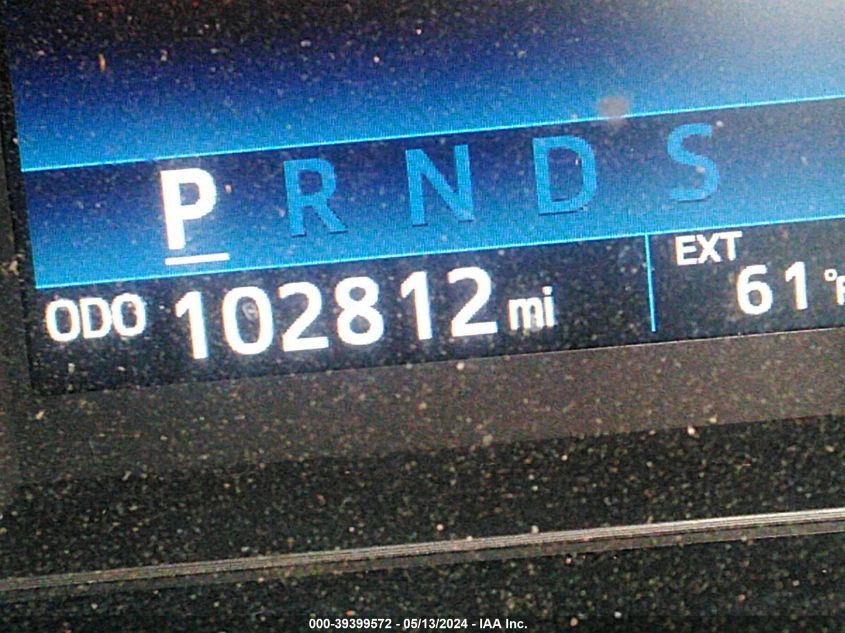 P R N D S
ODO 102812 mi
EXT
61 °F
000-39399572 - 05/13/2024 - IAA Inc.